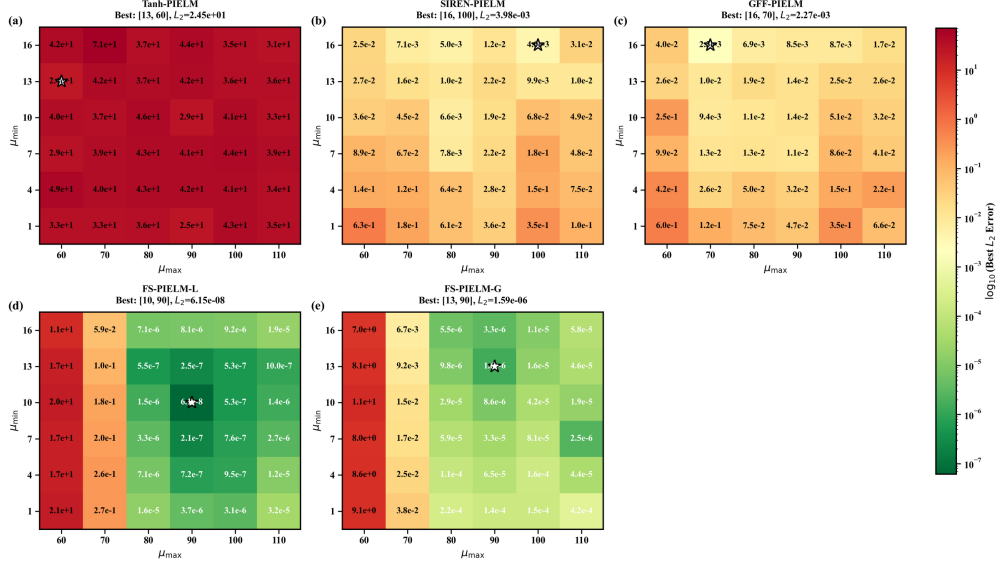 (a)
Tanh-PIELM
Best: [13, 60], L₂=2.45e+01
μmin
16 4.2e+1 7.1e+1 3.7e+1 4.4e+1 3.5e+1 3.1e+1
13 4.2e+1 3.7e+1 4.2e+1 3.6e+1 3.6e+1
10 4.0e+1 3.7e+1 4.6e+1 2.9e+1 4.1e+1 3.3e+1
7 2.9e+1 3.9e+1 4.3e+1 4.1e+1 4.4e+1 3.9e+1
4 4.9e+1 4.0e+1 4.3e+1 4.2e+1 4.2e+1 3.4e+1
1 3.3e+1 3.3e+1 3.6e+1 2.5e+1 4.3e+1 3.5e+1
60 70 80 90 100 110
μmax
(b)
SIREN-PIELM
Best: [16, 100], L₂=3.98e-03
μmin
16 2.5e-2 7.1e-3 5.0e-3 1.2e-2 3.1e-2
13 2.7e-2 1.6e-2 1.0e-2 2.2e-2 9.9e-3 1.0e-2
10 3.6e-2 4.5e-2 6.6e-3 1.9e-2 6.8e-2 4.9e-2
7 8.9e-2 6.7e-2 7.8e-3 2.2e-2 1.8e-1 4.8e-2
4 1.4e-1 1.2e-1 6.4e-2 2.8e-2 1.5e-1 7.5e-2
1 6.3e-1 1.8e-1 6.1e-2 3.6e-2 3.5e-1 1.0e-1
60 70 80 90 100 110
μmax
(c)
GFF-PIELM
Best: [16, 70], L₂=2.27e-03
μmin
16 4.0e-2 6.9e-3 8.5e-3 8.7e-3 1.7e-2
13 2.6e-2 1.0e-2 1.9e-2 1.4e-2 2.5e-2 2.6e-2
10 2.5e-1 9.4e-3 1.1e-2 1.4e-2 5.1e-2 3.2e-2
7 9.9e-2 1.3e-2 1.3e-2 1.1e-2 8.6e-2 4.1e-2
4 4.2e-1 2.6e-2 5.0e-2 3.2e-2 1.5e-1 2.2e-1
1 6.0e-1 1.2e-1 7.5e-2 4.7e-2 3.5e-1 6.6e-2
60 70 80 90 100 110
μmax
(d)
FS-PIELM-L
Best: [10, 90], L₂=6.15e-08
μmin
16 1.1e+1 5.9e-2 7.1e-6 8.1e-6 9.2e-6 1.9e-5
13 1.7e+1 1.0e-1 5.5e-7 2.5e-7 5.3e-7 10.0e-7
10 2.0e+1 1.8e-1 1.5e-6 5.3e-7 1.4e-6
7 1.7e+1 2.0e-1 3.3e-6 2.1e-7 7.6e-7 2.7e-6
4 1.7e+1 2.6e-1 7.1e-6 7.2e-7 9.5e-7 1.2e-5
1 2.1e+1 2.7e-1 1.6e-5 3.7e-6 3.1e-6 3.2e-5
60 70 80 90 100 110
μmax
(e)
FS-PIELM-G
Best: [13, 90], L₂=1.59e-06
μmin
16 7.0e+0 6.7e-3 5.5e-6 3.3e-6 1.1e-5 5.8e-5
13 8.1e+0 9.2e-3 9.8e-6 1.6e-5 4.6e-5
10 1.1e+1 1.5e-2 2.9e-5 8.6e-6 4.2e-5 1.9e-5
7 8.0e+0 1.7e-2 5.9e-5 3.3e-5 8.1e-5 2.5e-6
4 8.6e+0 2.5e-2 1.1e-4 6.5e-5 1.6e-4 4.4e-5
1 9.1e+0 3.8e-2 2.2e-4 1.4e-4 1.5e-4 4.2e-4
60 70 80 90 100 110
μmax
10¹
10⁰
10⁻¹
10⁻²
10⁻³
10⁻⁴
10⁻⁵
10⁻⁶
10⁻⁷
log₁₀(Best L₂ Error)